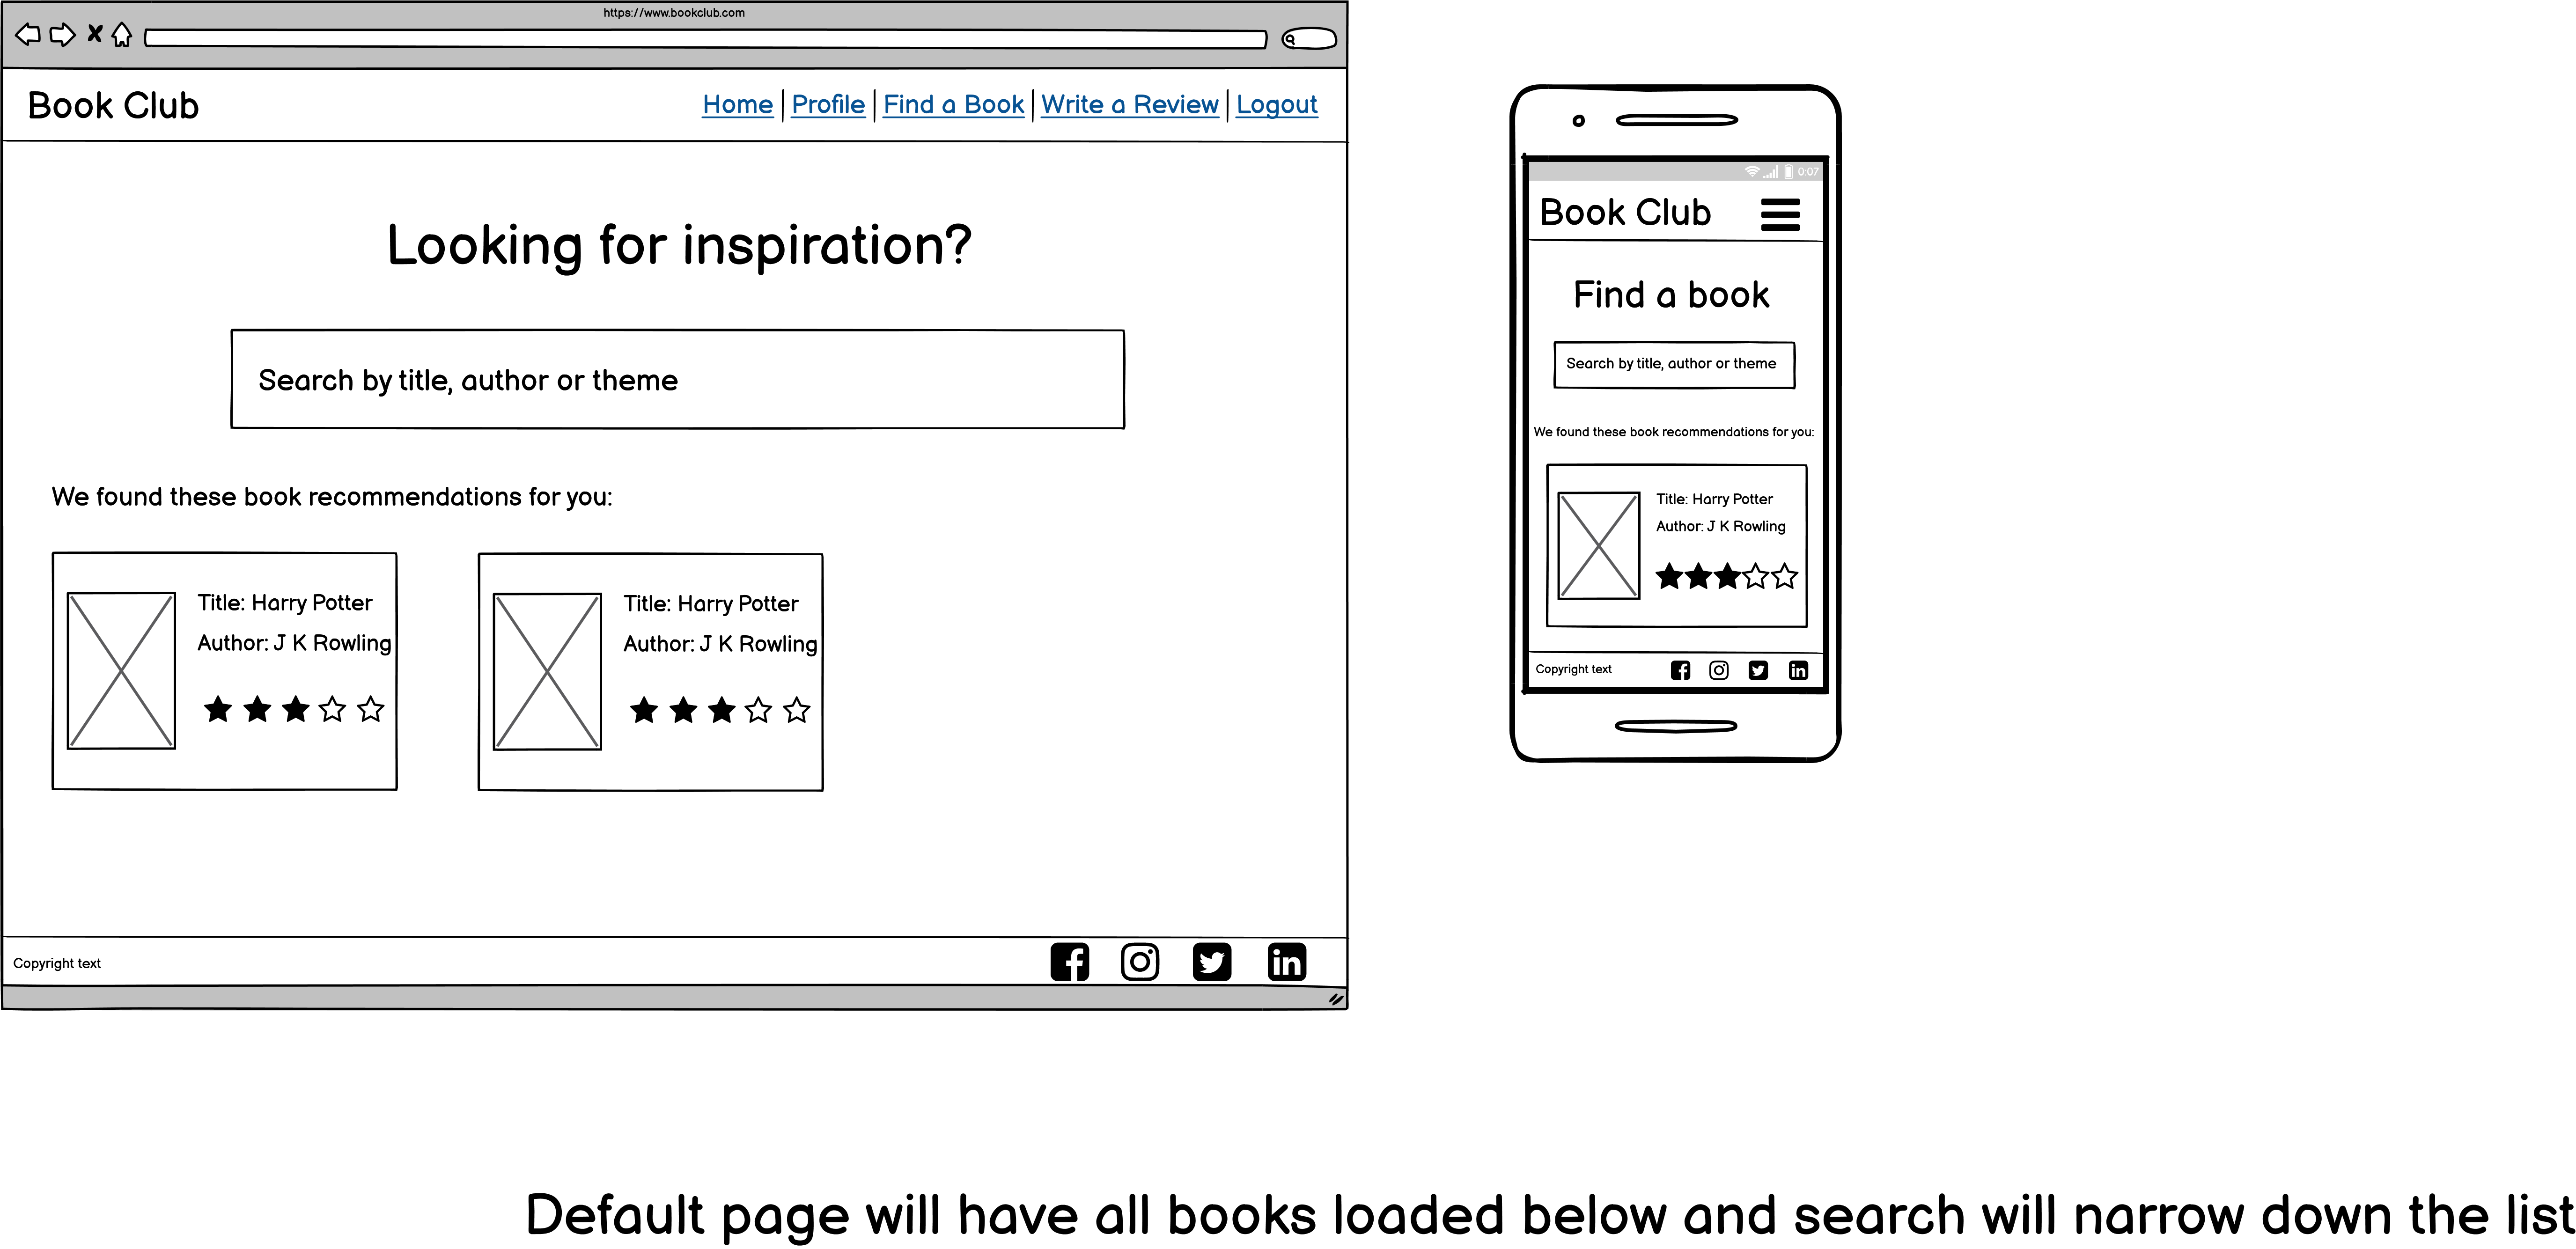 https://www.bookclub.com
Book Club
Home | Profile | Find a Book | Write a Review | Logout
Looking for inspiration?
Search by title, author or theme
We found these book recommendations for you:
Title: Harry Potter
Author: J K Rowling
Title: Harry Potter
Author: J K Rowling
Copyright text
0:07
Book Club
Find a book
Search by title, author or theme
We found these book recommendations for you:
Title: Harry Potter
Author: J K Rowling
Copyright text
Default page will have all books loaded below and search will narrow down the list